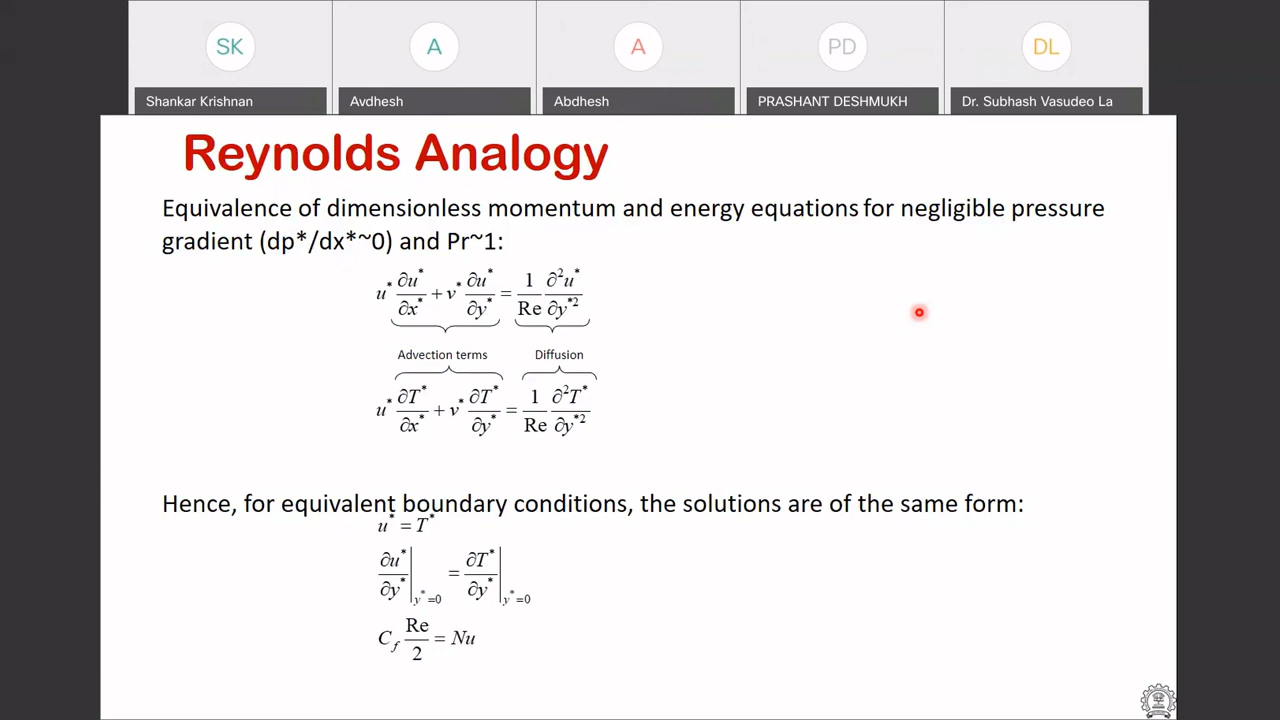 SK A A PD DL
Shankar Krishnan Avdhesh Abdhesh PRASHANT DESHMUKH Dr. Subhash Vasudeo La
Reynolds Analogy
Equivalence of dimensionless momentum and energy equations for negligible pressure
gradient (dp*/dx*~0) and Pr~1:
u* ∂u*/∂x* + v* ∂u*/∂y* = 1/Re ∂²u*/∂y*²
Advection terms Diffusion
u* ∂T*/∂x* + v* ∂T*/∂y* = 1/Re ∂²T*/∂y*²
Hence, for equivalent boundary conditions, the solutions are of the same form:
u* = T*
∂u*/∂y*|y*=0 = ∂T*/∂y*|y*=0
C_f Re/2 = Nu